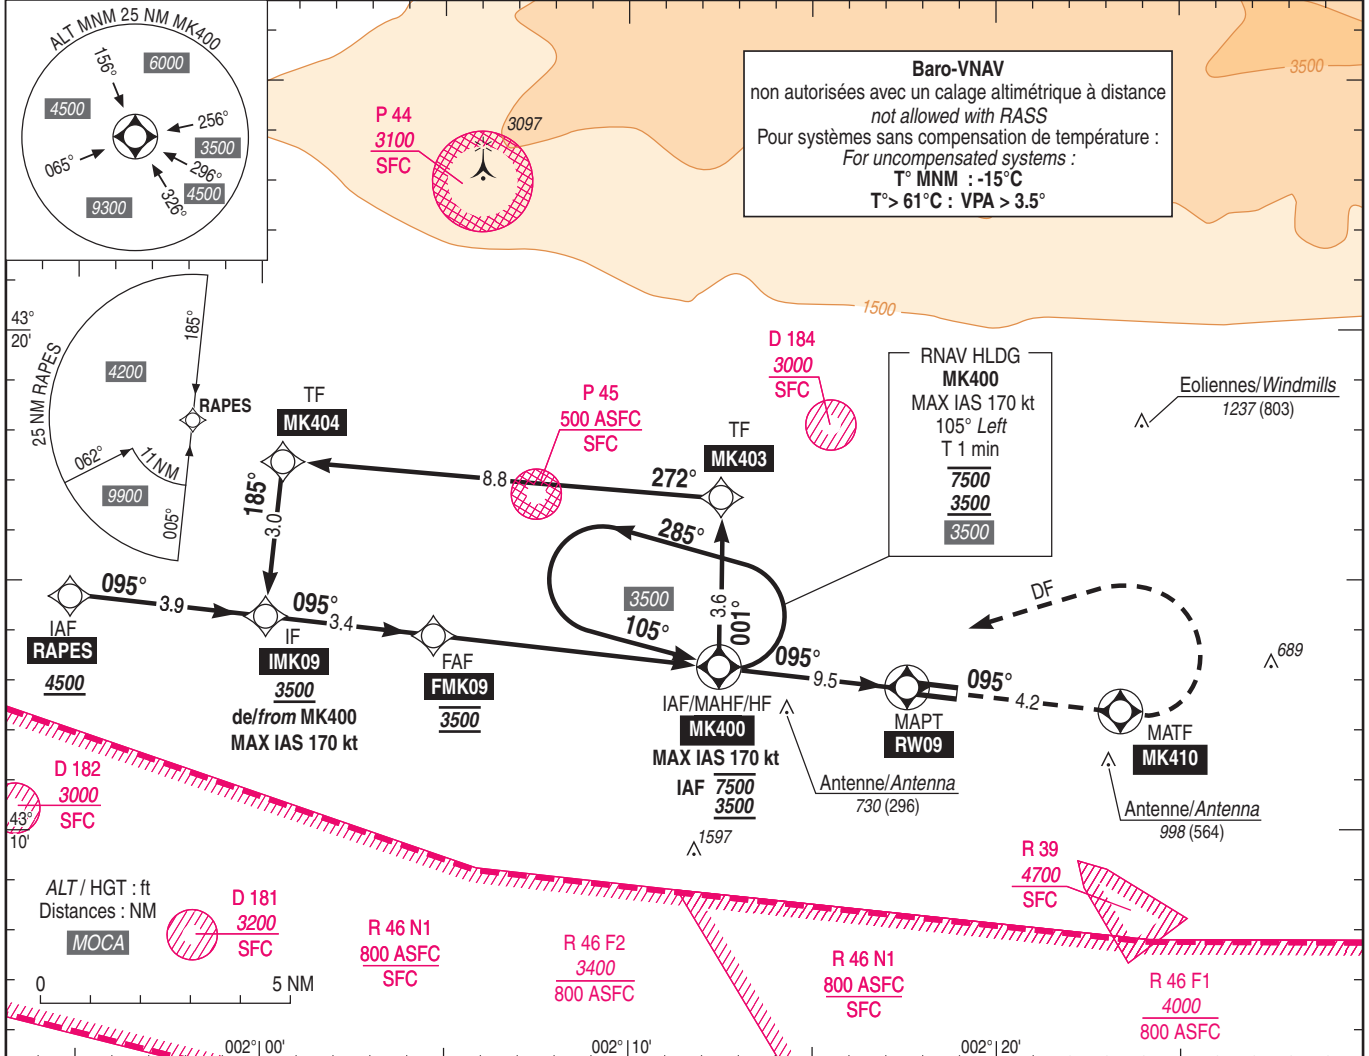 ALT MNM 25 NM MK400
156°
6000
4500
256°
3500
065°
296°
4500
326°
9300
P 44
3100
SFC
3097
Baro-VNAV
non autorisées avec un calage altimétrique à distance
not allowed with RASS
Pour systèmes sans compensation de température :
For uncompensated systems :
T° MNM : -15°C
T°> 61°C : VPA > 3.5°
3500
1500
43°
20'
25 NM RAPES
185°
4200
RAPES
062°
11NM
9900
005°
TF
MK404
P 45
500 ASFC
SFC
D 184
3000
SFC
TF
MK403
RNAV HLDG
MK400
MAX IAS 170 kt
105° Left
T 1 min
7500
3500
3500
Eoliennes/Windmills
1237 (803)
272°
8.8
185°
3.0
285°
3500
105°
3.6
001°
DF
095°
3.9
IAF
RAPES
4500
095°
3.4
IF
IMK09
3500
de/from MK400
MAX IAS 170 kt
FAF
FMK09
3500
IAF/MAHF/HF
MK400
MAX IAS 170 kt
IAF 7500
3500
095°
9.5
MAPT
RW09
095°
4.2
MATF
MK410
689
Antenne/Antenna
730 (296)
Antenne/Antenna
998 (564)
1597
D 182
3000
SFC
43°
10'
R 39
4700
SFC
ALT / HGT : ft
Distances : NM
MOCA
D 181
3200
SFC
R 46 N1
800 ASFC
SFC
R 46 F2
3400
800 ASFC
R 46 N1
800 ASFC
SFC
R 46 F1
4000
800 ASFC
0
5 NM
002° 00'
002° 10'
002° 20'